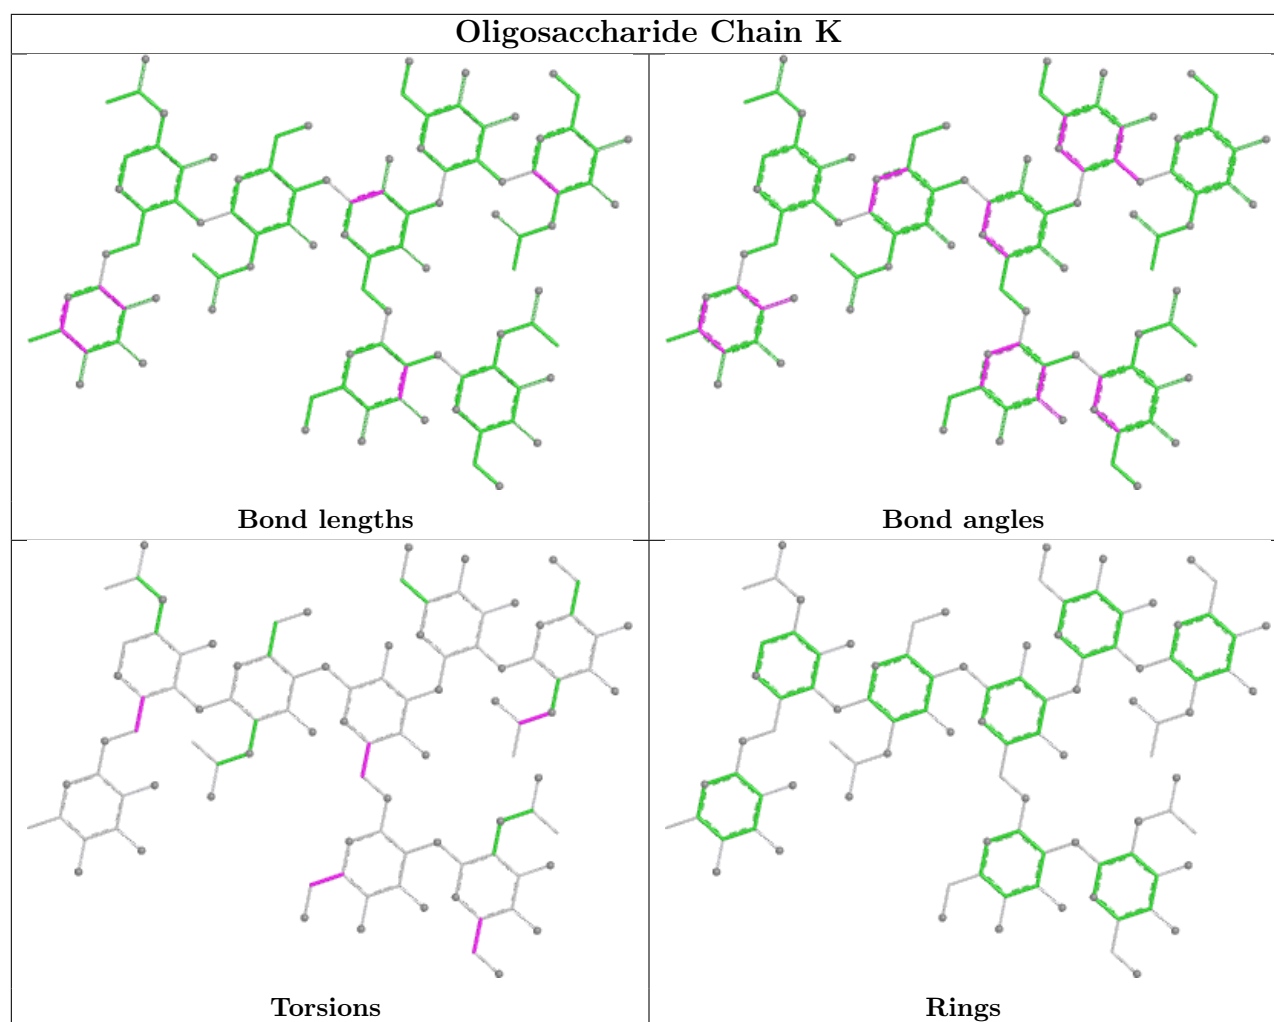 Oligosaccharide Chain K
Bond lengths
Bond angles
Torsions
Rings